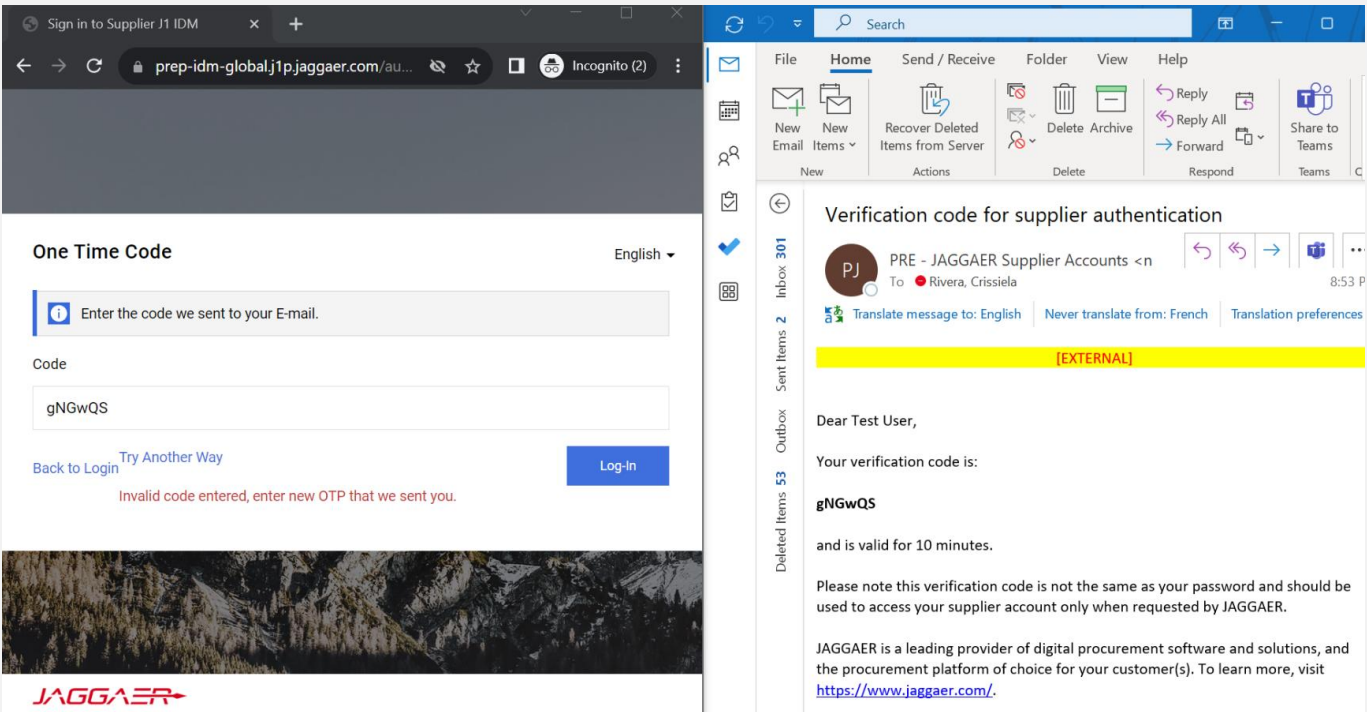 Sign in to Supplier J1 IDM
prep-idm-global.j1p.jaggaer.com/au...
Incognito (2)
One Time Code
English
Enter the code we sent to your E-mail.
Code
gNGwQS
Back to Login
Try Another Way
Log-In
Invalid code entered, enter new OTP that we sent you.
JAGGAER
Search
File Home Send / Receive Folder View Help
New Email
New Items
Recover Deleted Items from Server
Delete Archive
Reply
Reply All
Forward
Share to Teams
New Actions Delete Respond Teams
Inbox 301
Sent Items 2
Outbox
Deleted Items 53
Verification code for supplier authentication
PJ
PRE - JAGGAER Supplier Accounts <n
To Rivera, Crissiela
8:53 P
Translate message to: English Never translate from: French Translation preferences
[EXTERNAL]
Dear Test User,
Your verification code is:
gNGwQS
and is valid for 10 minutes.
Please note this verification code is not the same as your password and should be
used to access your supplier account only when requested by JAGGAER.
JAGGAER is a leading provider of digital procurement software and solutions, and
the procurement platform of choice for your customer(s). To learn more, visit
https://www.jaggaer.com/.